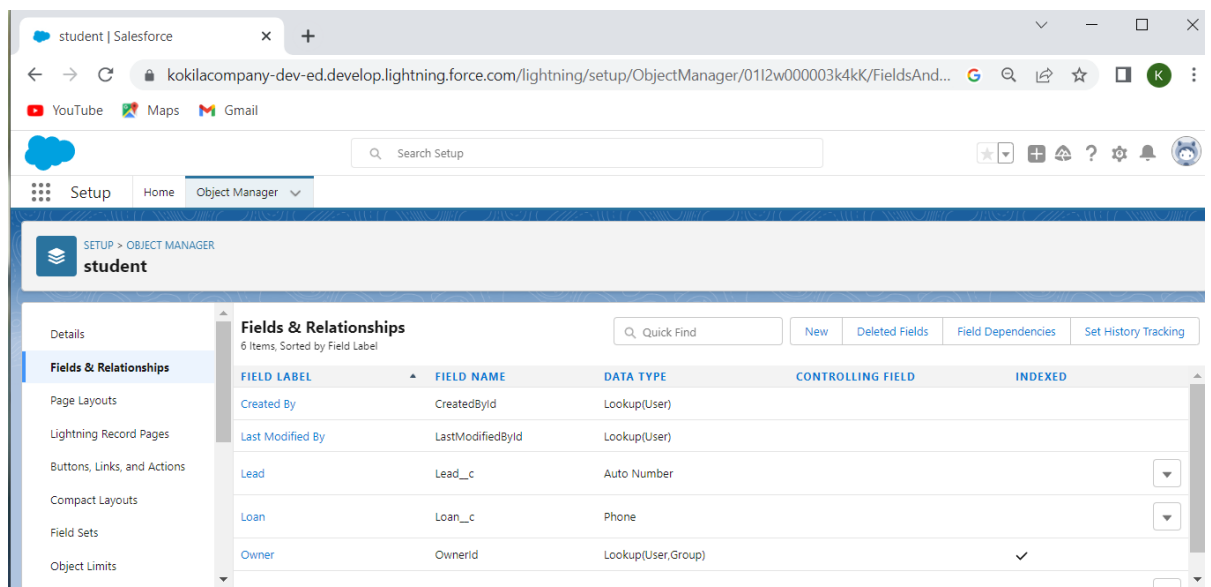 student | Salesforce
kokilacompany-dev-ed.develop.lightning.force.com/lightning/setup/ObjectManager/01I2w000003k4kK/FieldsAnd...
G
K
YouTube
Maps
Gmail
Search Setup
Setup
Home
Object Manager
SETUP > OBJECT MANAGER
student
Details
Fields & Relationships
Page Layouts
Lightning Record Pages
Buttons, Links, and Actions
Compact Layouts
Field Sets
Object Limits
Fields & Relationships
6 Items, Sorted by Field Label
Quick Find
New
Deleted Fields
Field Dependencies
Set History Tracking
FIELD LABEL FIELD NAME DATA TYPE CONTROLLING FIELD INDEXED
Created By CreatedById Lookup(User)
Last Modified By LastModifiedById Lookup(User)
Lead Lead__c Auto Number
Loan Loan__c Phone
Owner OwnerId Lookup(User,Group)